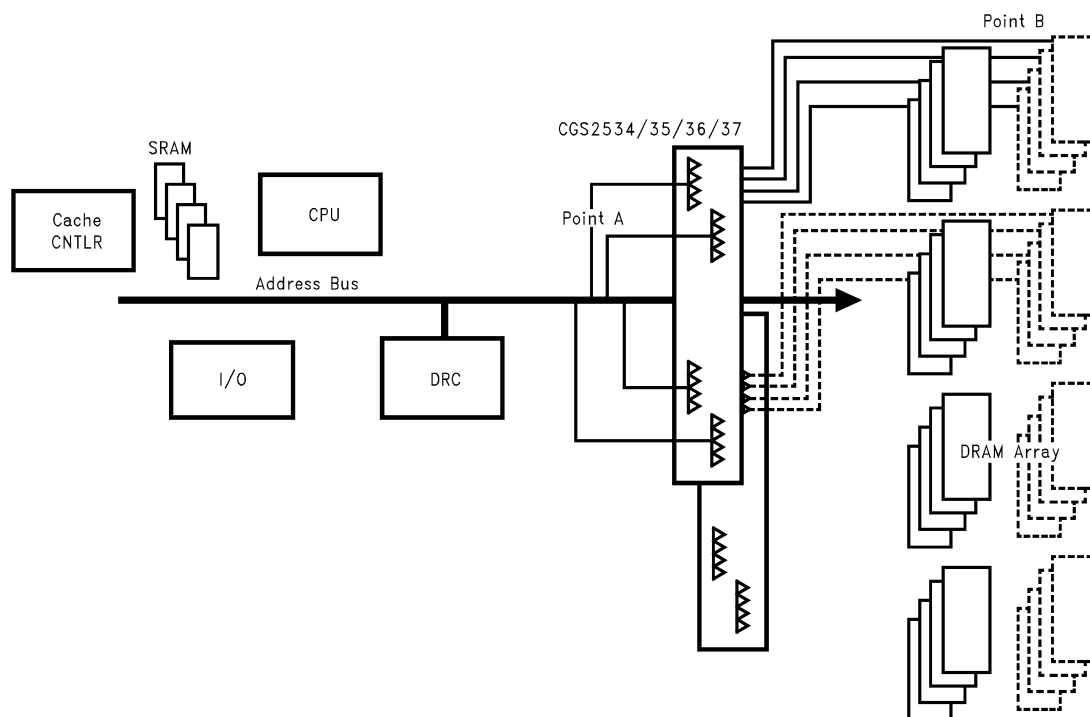 Point B
CGS2534/35/36/37
SRAM
Cache
CNTLR
CPU
Point A
Address Bus
I/O
DRC
DRAM Array